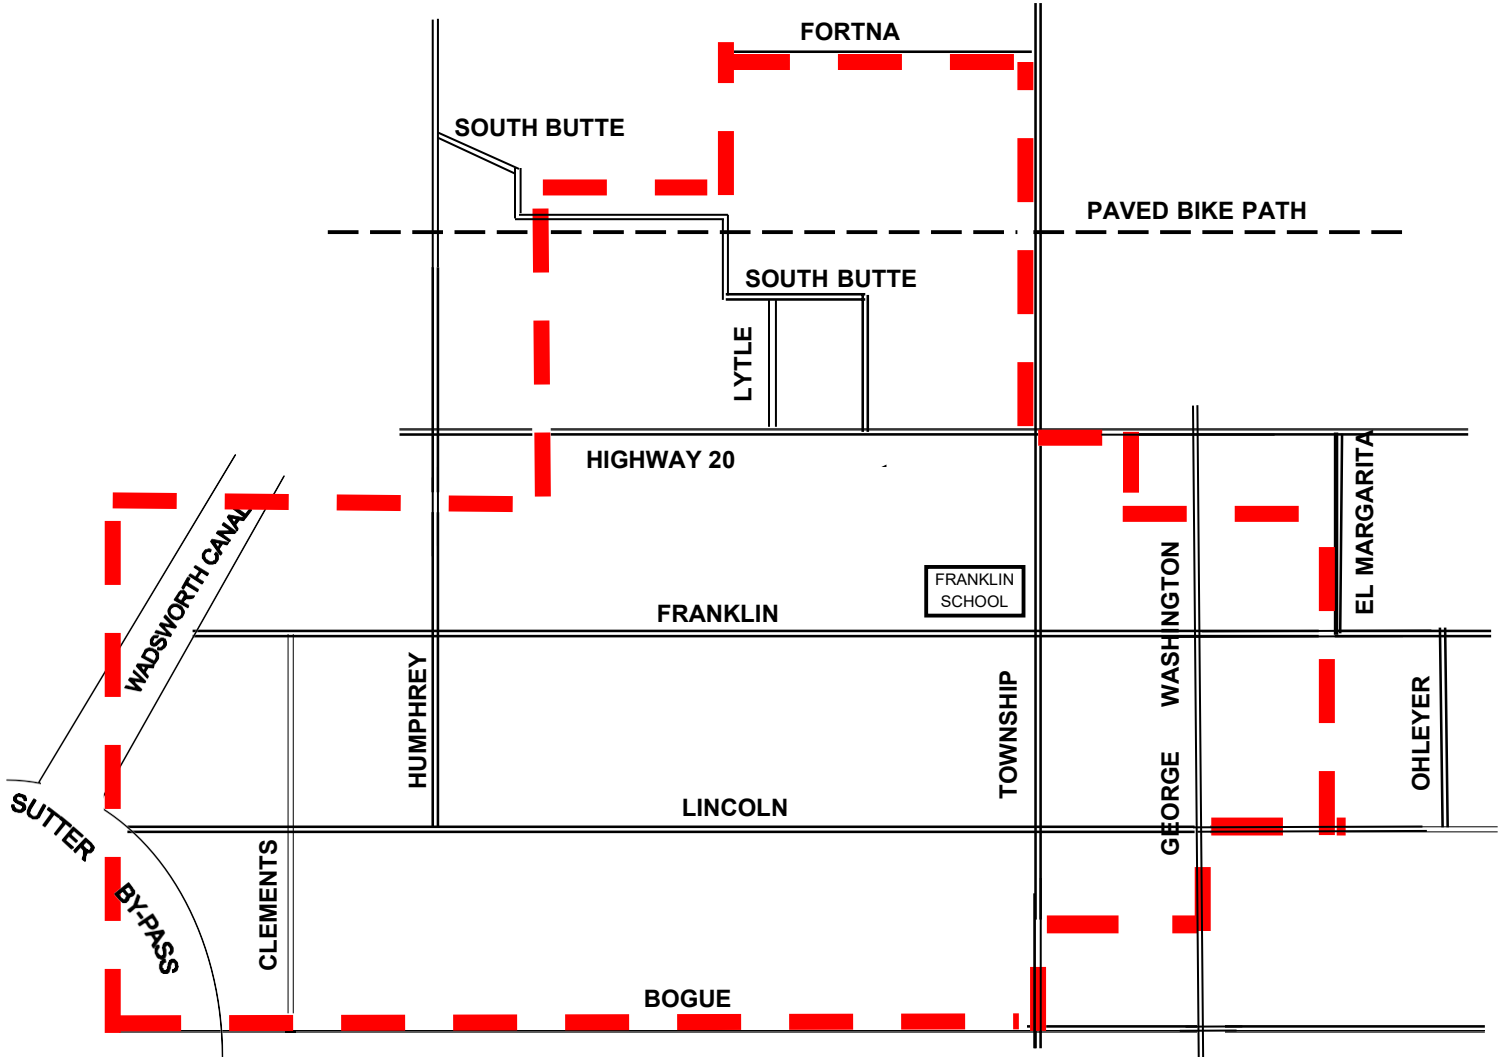 FORTNA
SOUTH BUTTE
PAVED BIKE PATH
SOUTH BUTTE
LYTLE
HIGHWAY 20
EL MARGARITA
WADSWORTH CANAL
FRANKLIN
SCHOOL
FRANKLIN
WASHINGTON
HUMPHREY
TOWNSHIP
OHLEYER
GEORGE
LINCOLN
SUTTER
BY-PASS
CLEMENTS
BOGUE